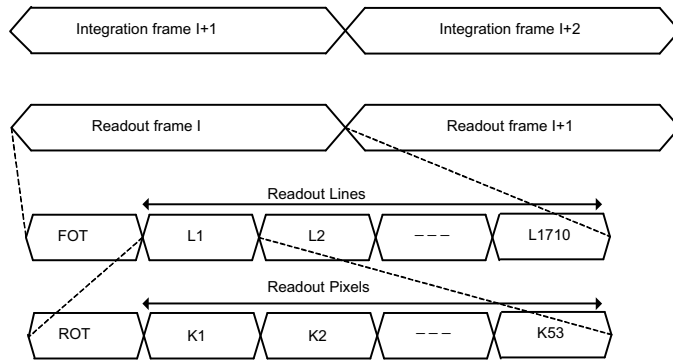 Integration frame I+1 Integration frame I+2
Readout frame I Readout frame I+1
Readout Lines
FOT L1 L2 --- L1710
Readout Pixels
ROT K1 K2 --- K53